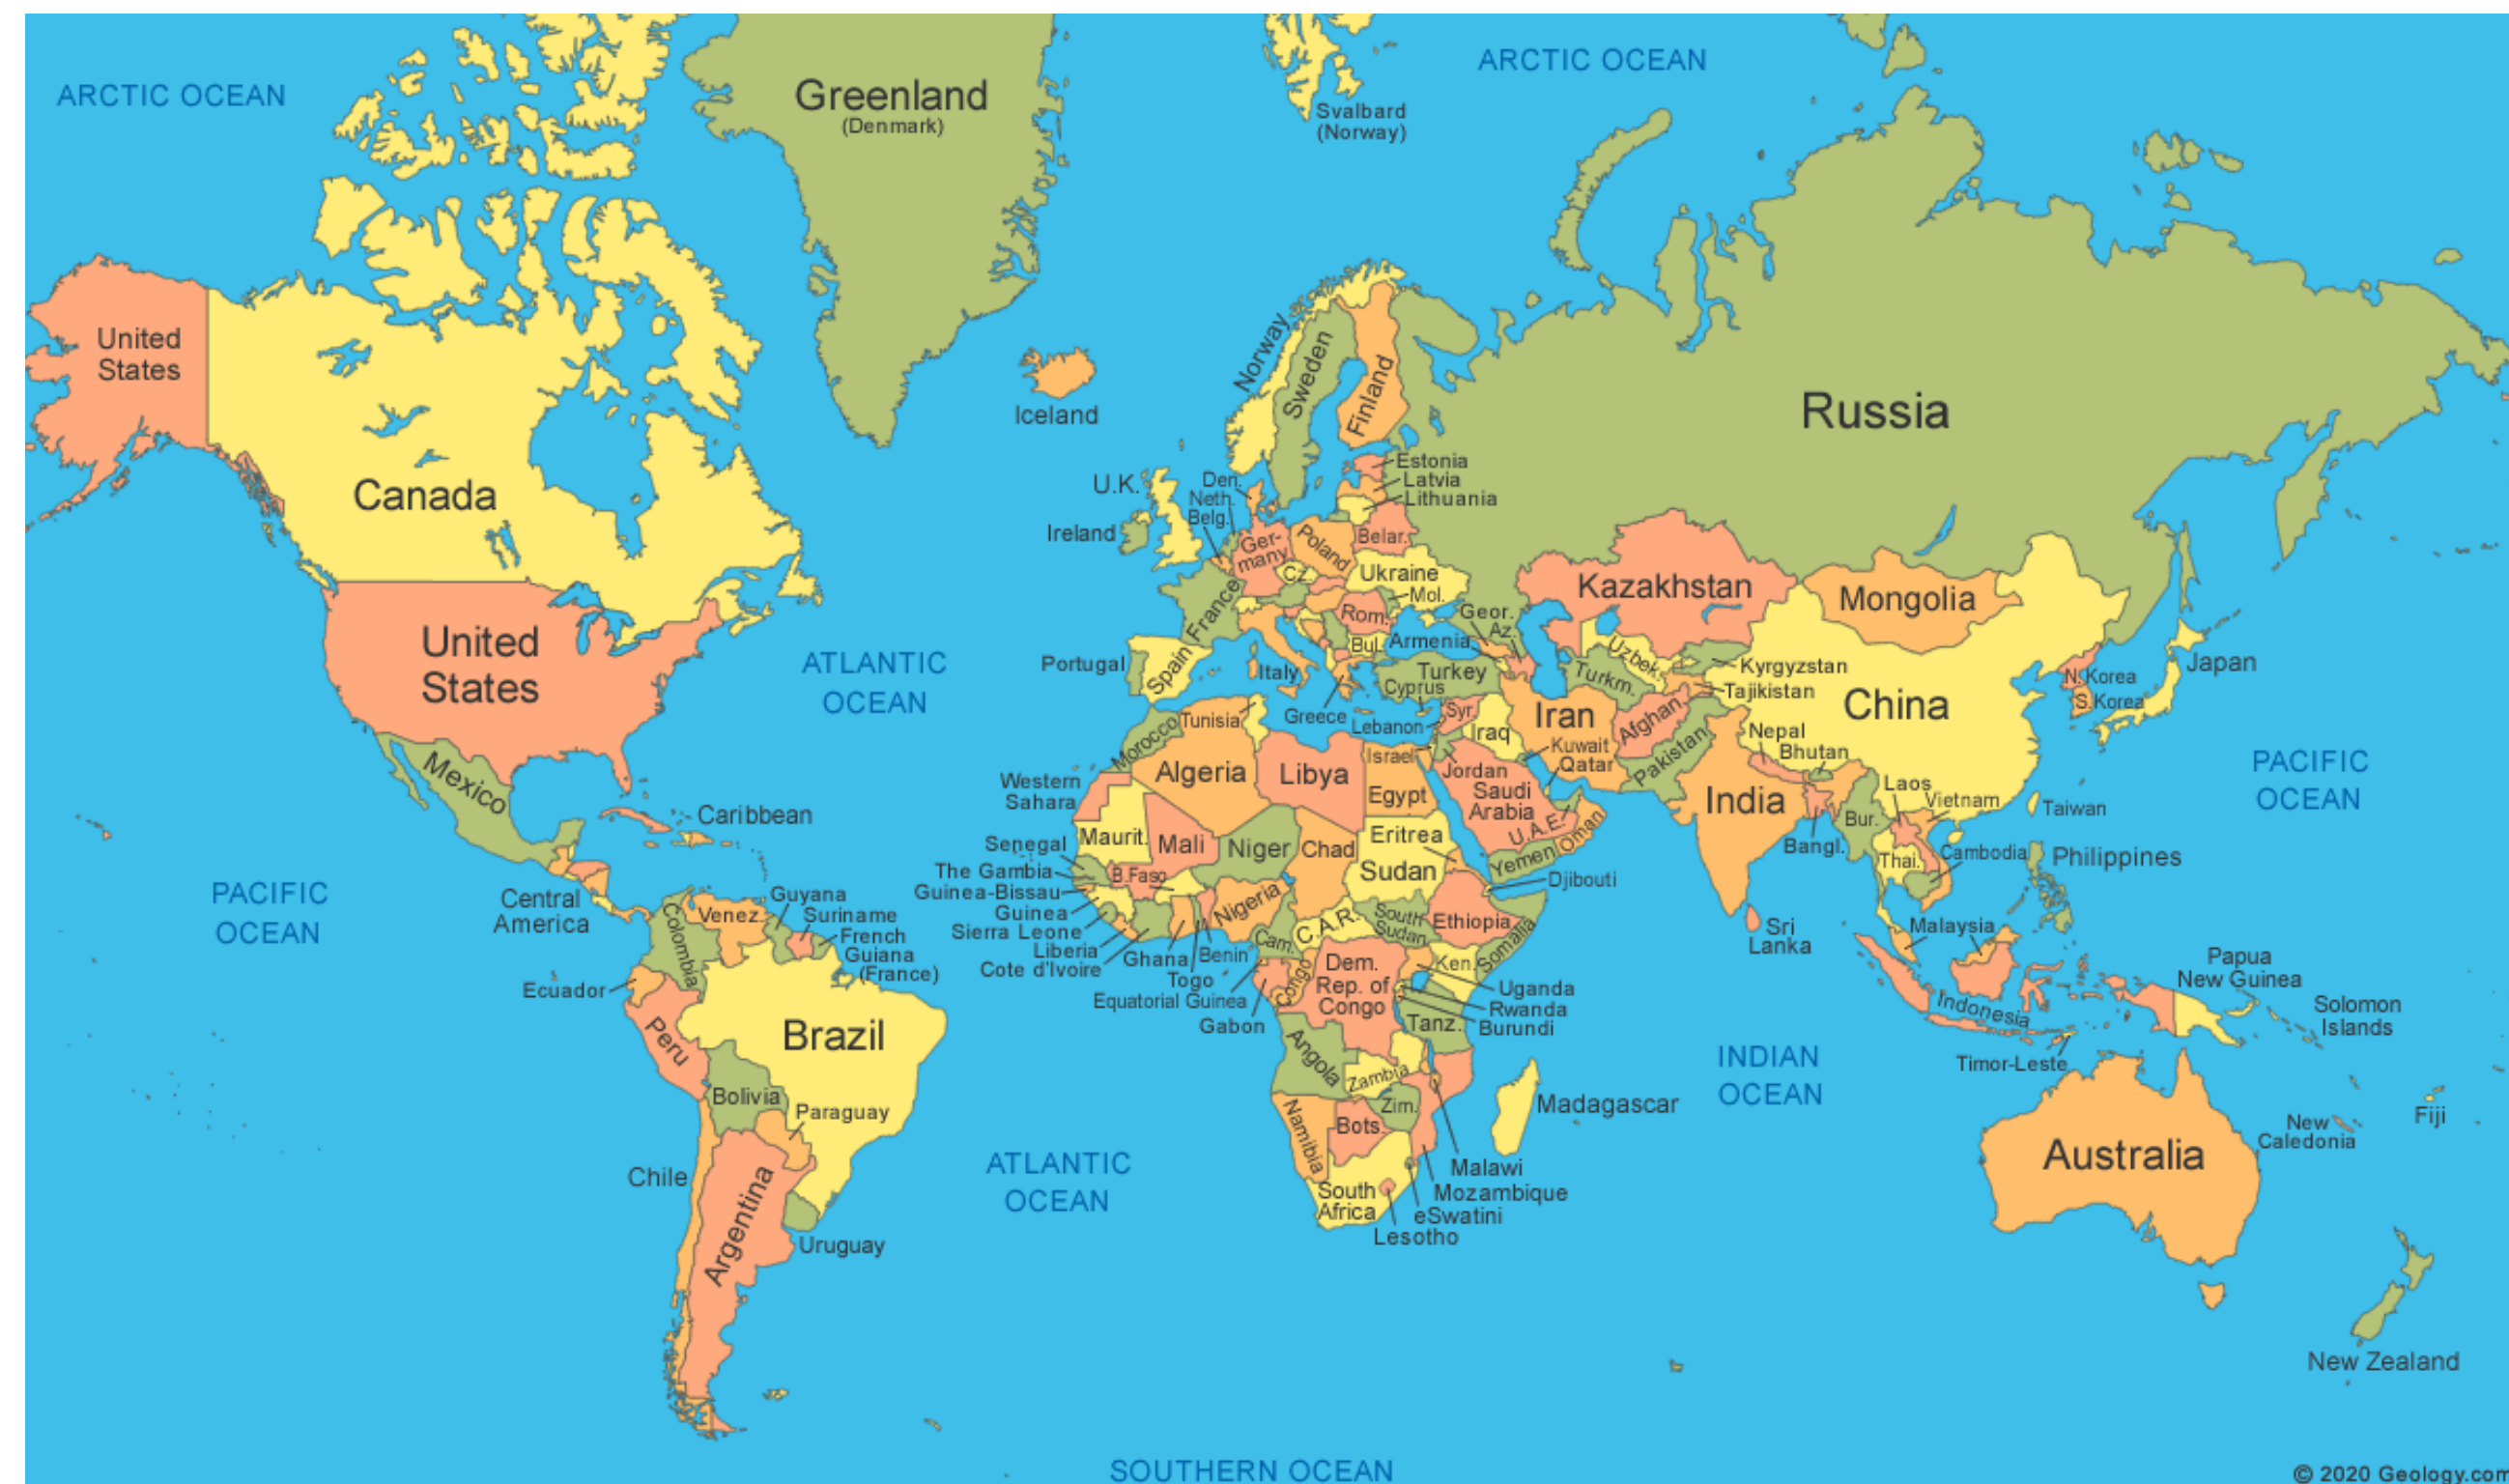 ARCTIC OCEAN
Greenland
(Denmark)
Svalbard
(Norway)
ARCTIC OCEAN
United
States
Canada
Iceland
Norway
Sweden
Finland
Russia
Estonia
Latvia
Lithuania
U.K.
Den.
Neth.
Belg.
Ireland
Ger-
many
Poland
Belar.
Cz.
Ukraine
Mol.
France
Rom.
Geor.
Az.
Armenia
Bul.
Portugal
Spain
Italy
Greece
Turkey
Cyprus
Kazakhstan
Mongolia
Uzbek.
Turkm.
Kyrgyzstan
Tajikistan
China
N.Korea
S.Korea
Japan
United
States
ATLANTIC
OCEAN
Mexico
Caribbean
Central
America
PACIFIC
OCEAN
Morocco
Tunisia
Algeria
Libya
Egypt
Western
Sahara
Lebanon
Israel
Syr.
Iraq
Iran
Jordan
Kuwait
Qatar
Saudi
Arabia
U.A.E.
Oman
Yemen
Afghan.
Pakistan
India
Nepal
Bhutan
Bangl.
Bur.
Laos
Vietnam
Thai.
Cambodia
Taiwan
Philippines
PACIFIC
OCEAN
Maurit.
Mali
Niger
Chad
Eritrea
Sudan
Djibouti
Senegal
The Gambia
Guinea-Bissau
Guinea
Sierra Leone
Liberia
Cote d'Ivoire
B.Faso
Ghana
Togo
Benin
Nigeria
Equatorial Guinea
Gabon
Cam.
C.A.R.
South
Sudan
Ethiopia
Somalia
Congo
Dem.
Rep. of
Congo
Ken.
Uganda
Rwanda
Burundi
Tanz.
Sri
Lanka
Malaysia
Indonesia
Timor-Leste
Papua
New Guinea
Solomon
Islands
Guyana
Suriname
French
Guiana
(France)
Venez.
Colombia
Ecuador
Peru
Brazil
Bolivia
Paraguay
Chile
Argentina
Uruguay
ATLANTIC
OCEAN
Angola
Zambia
Zim.
Namibia
Bots.
South
Africa
Malawi
Mozambique
eSwatini
Lesotho
Madagascar
INDIAN
OCEAN
Australia
New
Caledonia
Fiji
New Zealand
SOUTHERN OCEAN
© 2020 Geology.com